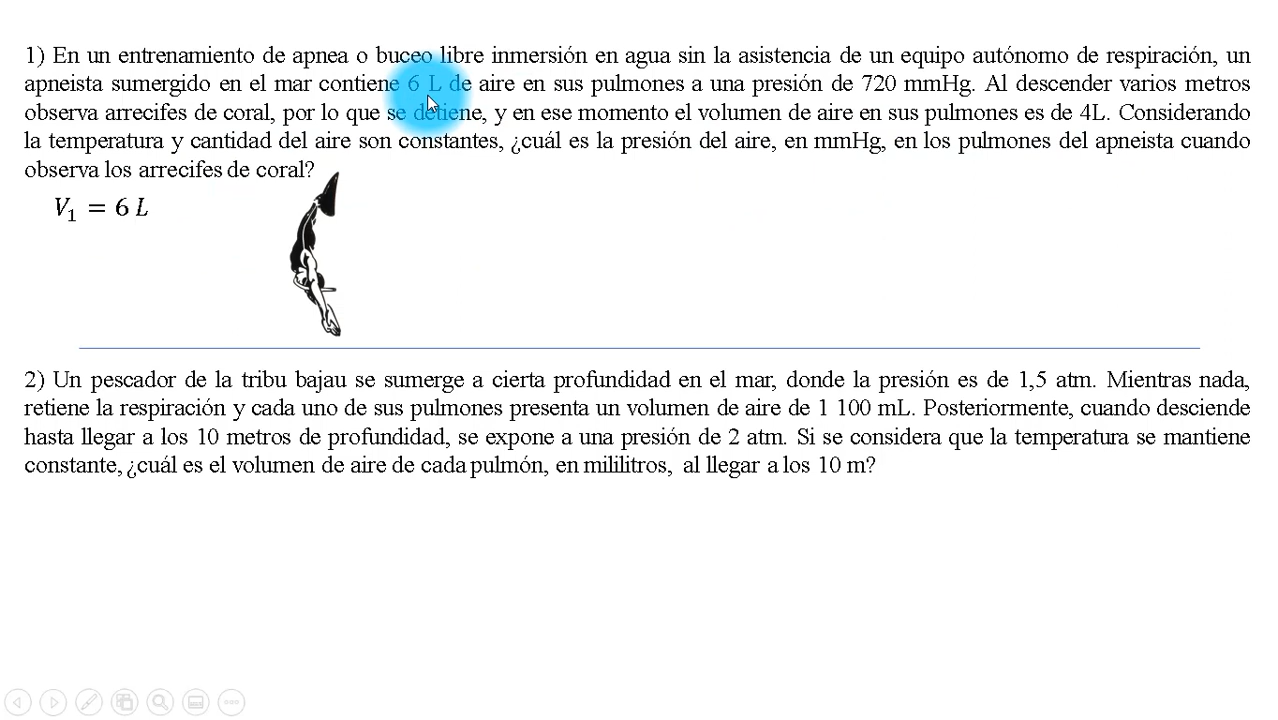 1) En un entrenamiento de apnea o buceo libre inmersión en agua sin la asistencia de un equipo autónomo de respiración, un
apneista sumergido en el mar contiene 6 L de aire en sus pulmones a una presión de 720 mmHg. Al descender varios metros
observa arrecifes de coral, por lo que se detiene, y en ese momento el volumen de aire en sus pulmones es de 4L. Considerando
la temperatura y cantidad del aire son constantes, ¿cuál es la presión del aire, en mmHg, en los pulmones del apneista cuando
observa los arrecifes de coral?
V₁ = 6 L
2) Un pescador de la tribu bajau se sumerge a cierta profundidad en el mar, donde la presión es de 1,5 atm. Mientras nada,
retiene la respiración y cada uno de sus pulmones presenta un volumen de aire de 1 100 mL. Posteriormente, cuando desciende
hasta llegar a los 10 metros de profundidad, se expone a una presión de 2 atm. Si se considera que la temperatura se mantiene
constante, ¿cuál es el volumen de aire de cada pulmón, en mililitros, al llegar a los 10 m?